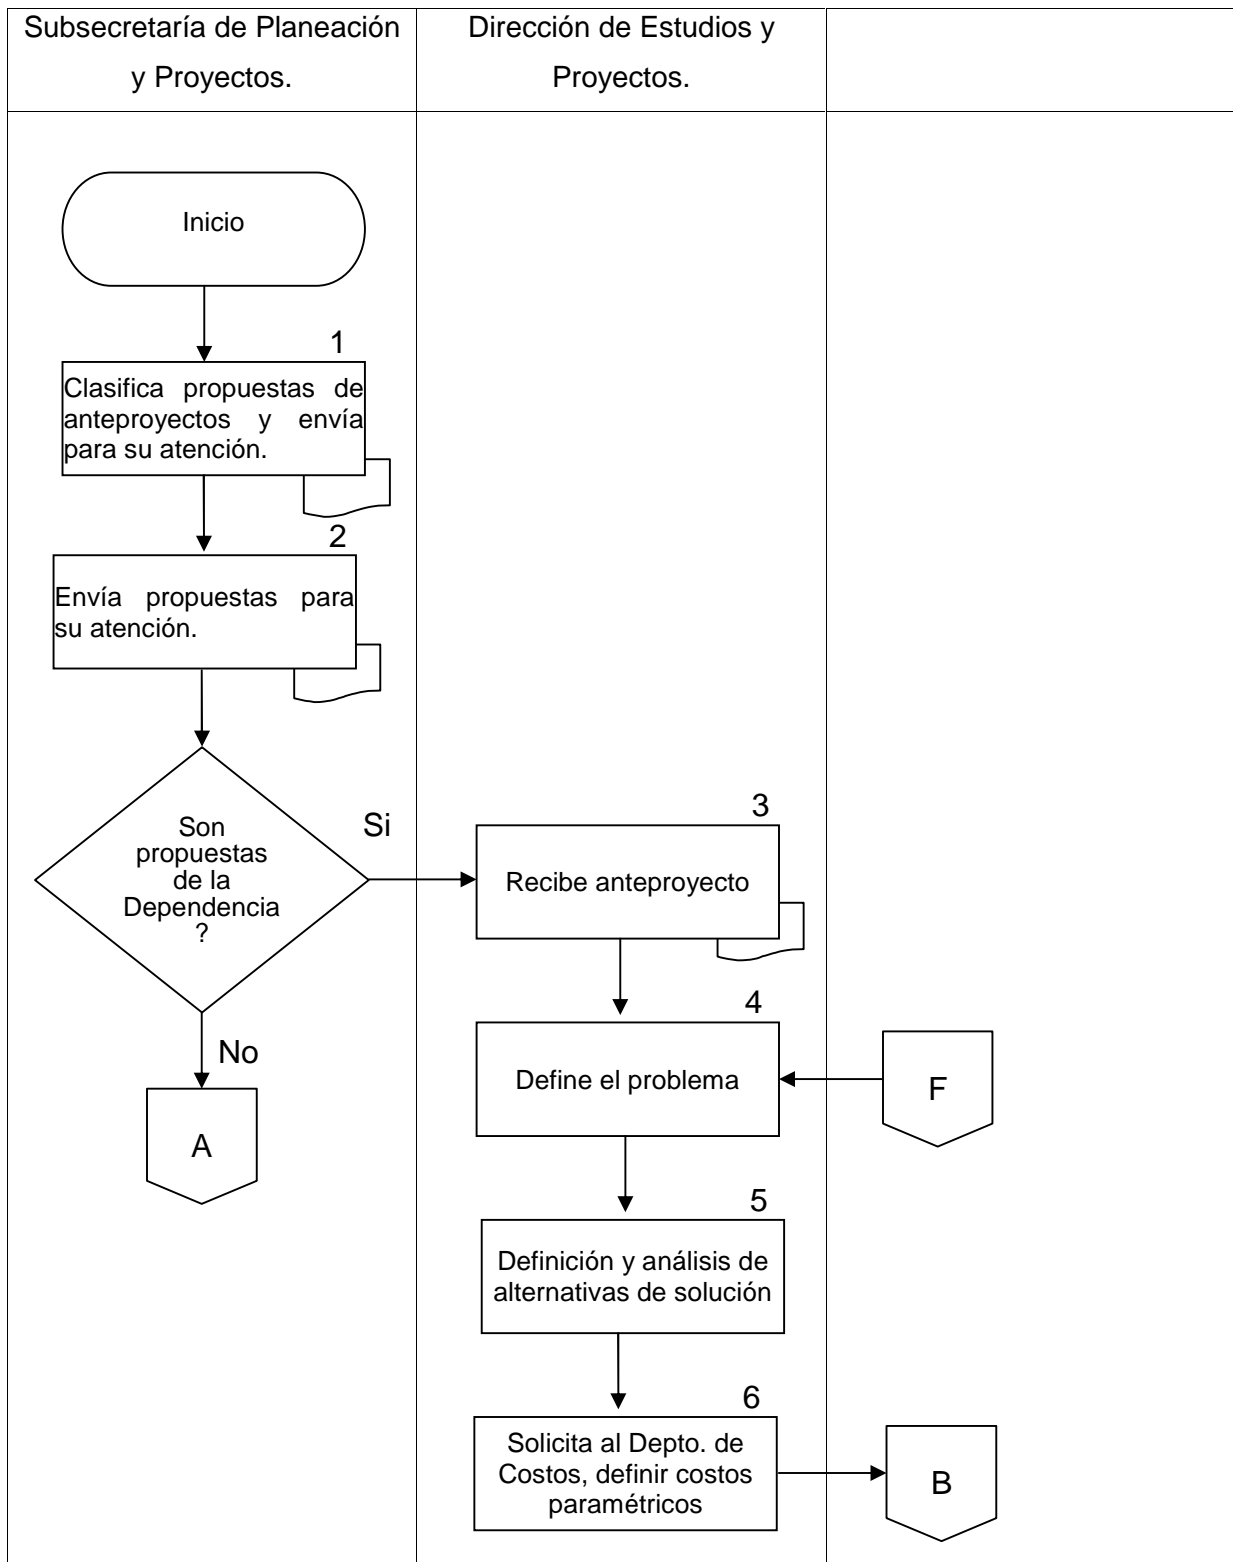 Subsecretaría de Planeación
y Proyectos.
Dirección de Estudios y
Proyectos.
Inicio
1
Clasifica propuestas de
anteproyectos y envía
para su atención.
2
Envía propuestas para
su atención.
Son
propuestas
de la
Dependencia
?
Si
No
A
3
Recibe anteproyecto
4
Define el problema
F
5
Definición y análisis de
alternativas de solución
6
Solicita al Depto. de
Costos, definir costos
paramétricos
B